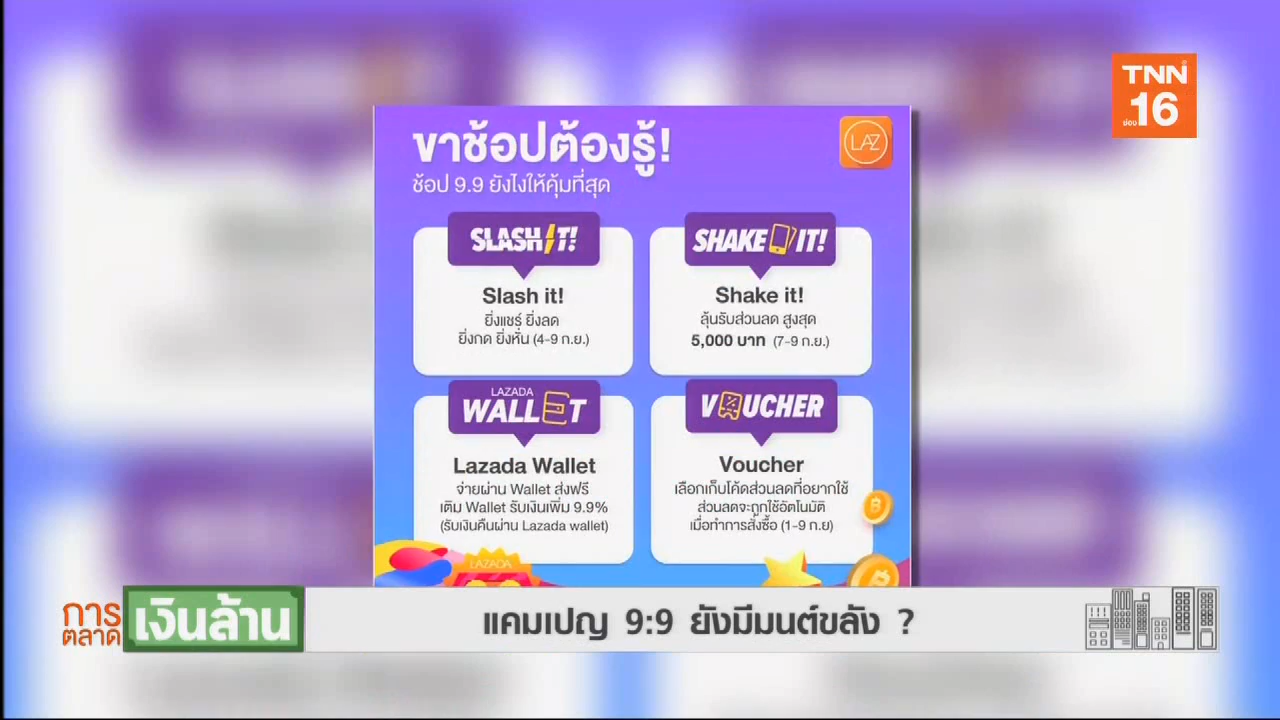 TNN
ช่อง 16
ขาช้อปต้องรู้!
ช้อป 9.9 ยังไงให้คุ้มที่สุด
LAZ
SLASH IT!
Slash it!
ยิ่งแชร์ ยิ่งลด
ยิ่งกด ยิ่งหั่น (4-9 ก.ย.)
SHAKE IT!
Shake it!
ลุ้นรับส่วนลด สูงสุด
5,000 บาท (7-9 ก.ย.)
LAZADA
WALLET
Lazada Wallet
จ่ายผ่าน Wallet ส่งฟรี
เติม Wallet รับเงินเพิ่ม 9.9%
(รับเงินคืนผ่าน Lazada wallet)
VOUCHER
Voucher
เลือกเก็บโค้ดส่วนลดที่อยากใช้
ส่วนลดจะถูกใช้อัตโนมัติ
เมื่อทำการสั่งซื้อ (1-9 ก.ย)
LAZADA
การ
ตลาด
เงินล้าน
แคมเปญ 9:9 ยังมีมนต์ขลัง ?